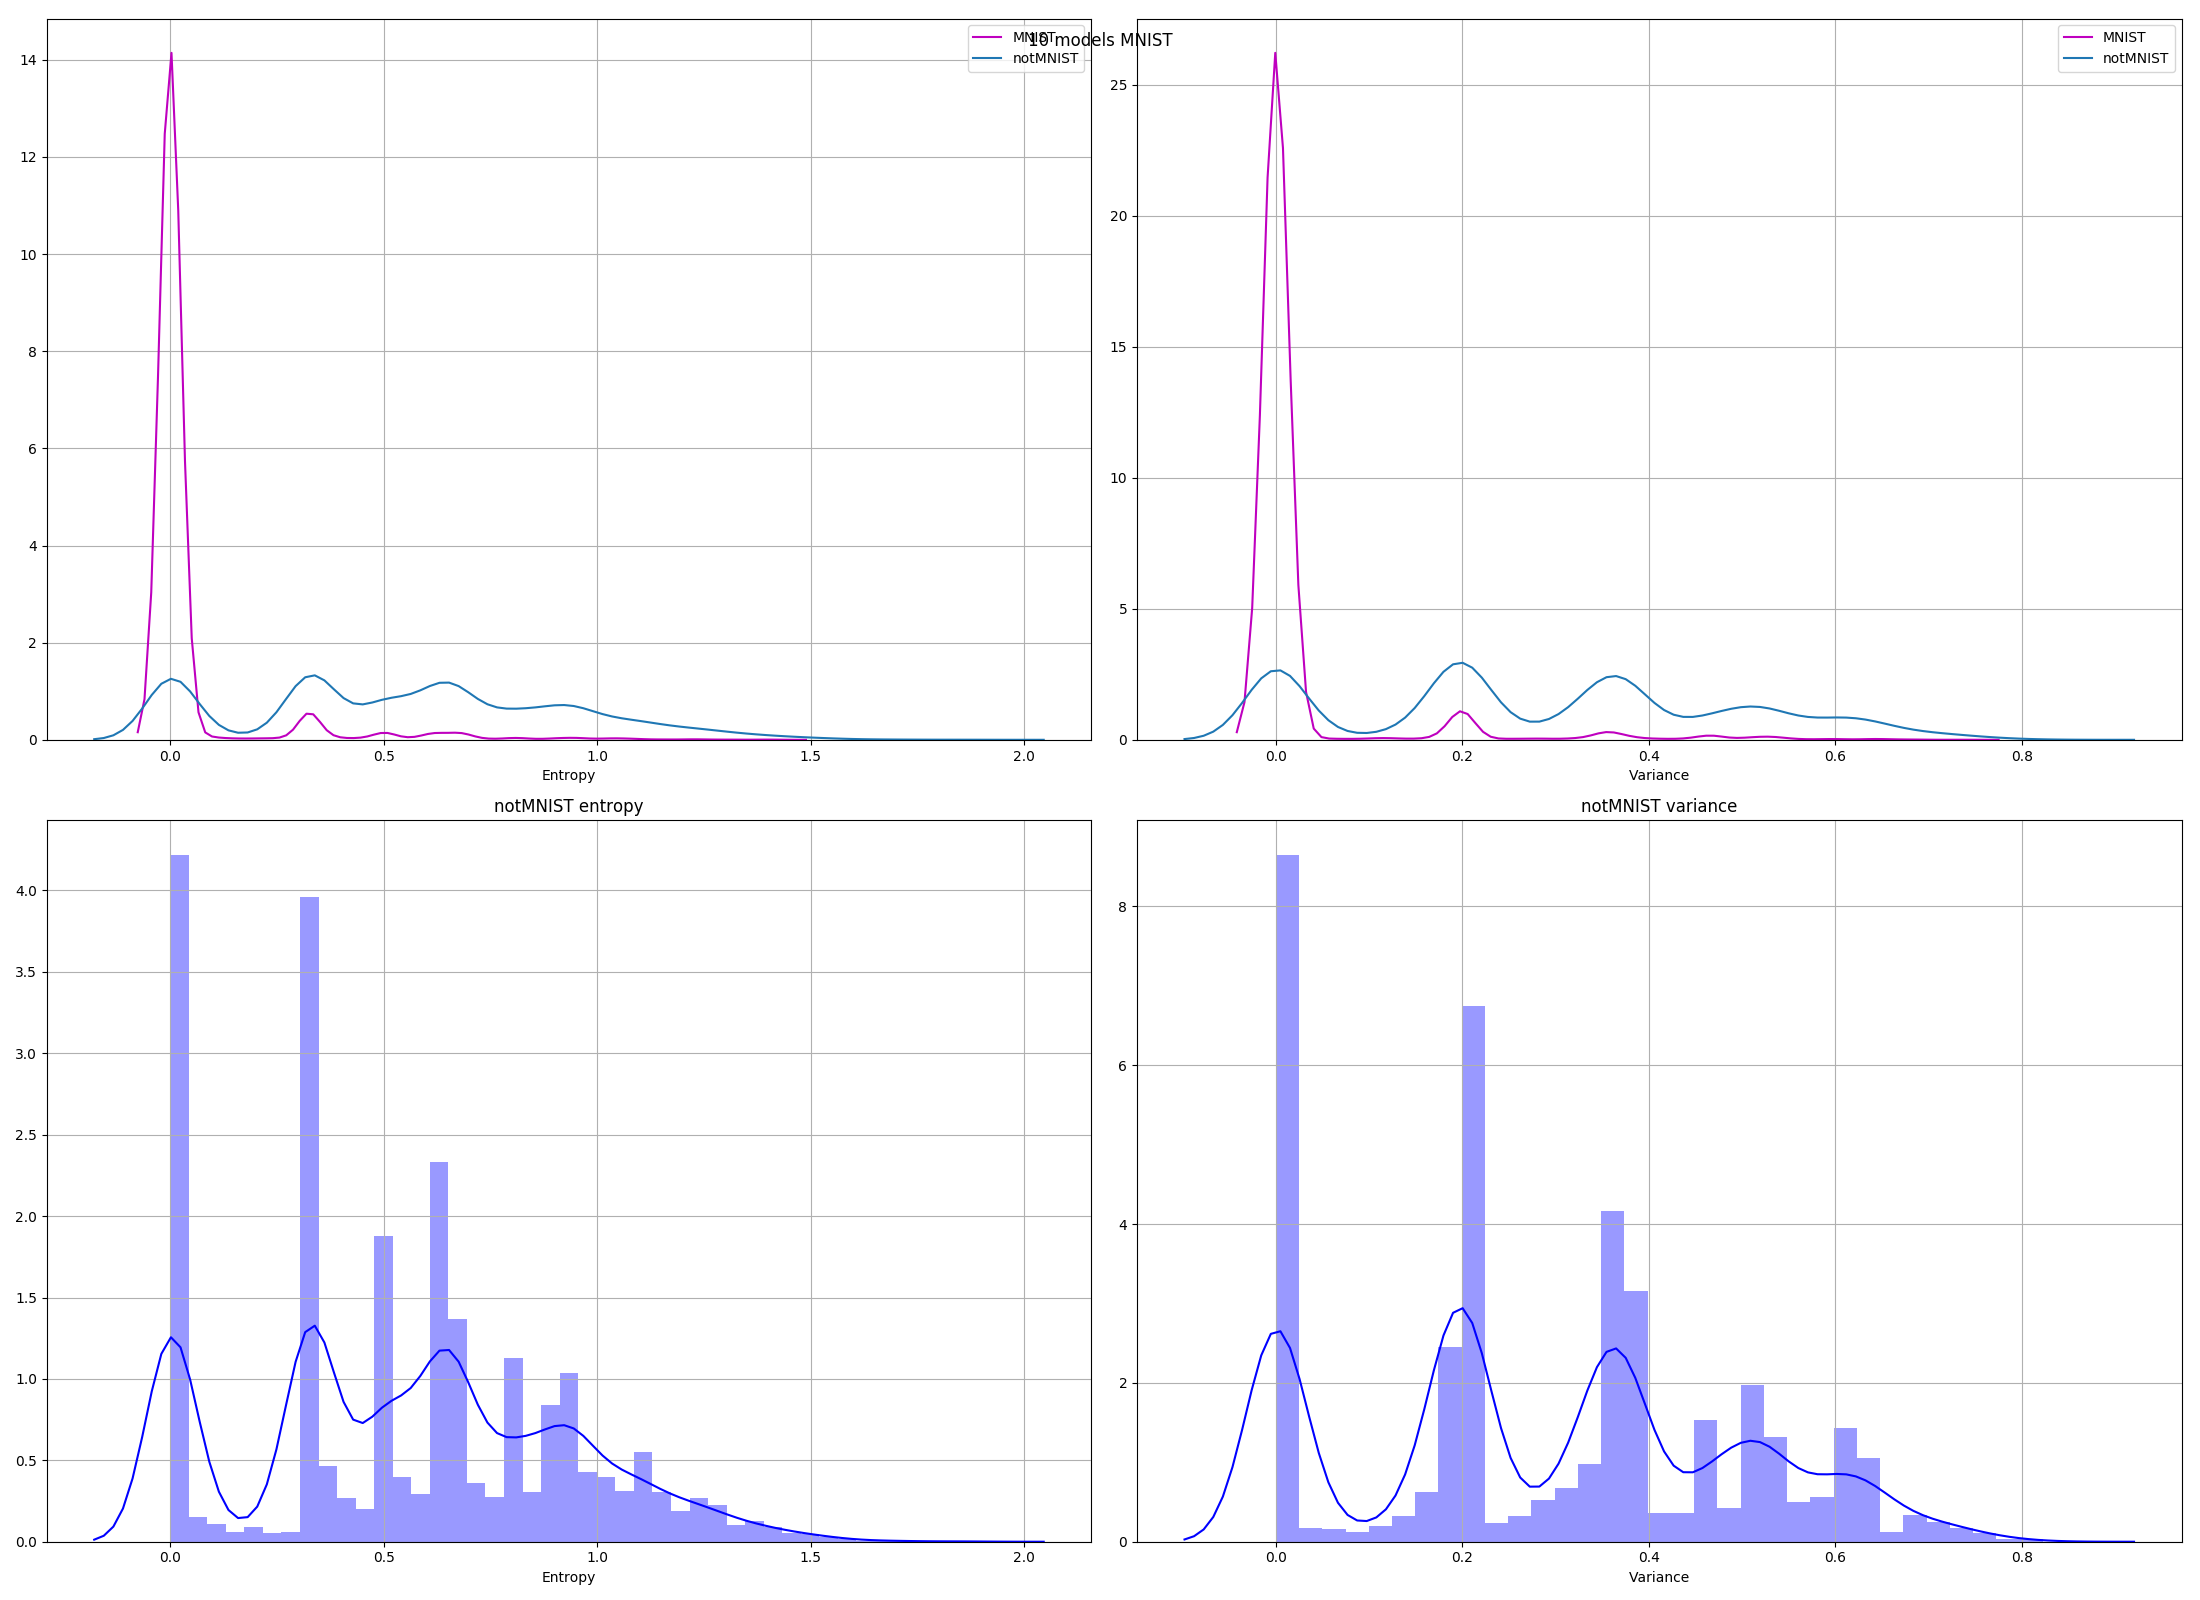 10 models MNIST
MNIST
notMNIST
14
12
10
8
6
4
2
0
0.0 0.5 1.0 1.5 2.0
Entropy
MNIST
notMNIST
25
20
15
10
5
0
0.0 0.2 0.4 0.6 0.8
Variance
notMNIST entropy
4.0
3.5
3.0
2.5
2.0
1.5
1.0
0.5
0.0
0.0 0.5 1.0 1.5 2.0
Entropy
notMNIST variance
8
6
4
2
0
0.0 0.2 0.4 0.6 0.8
Variance